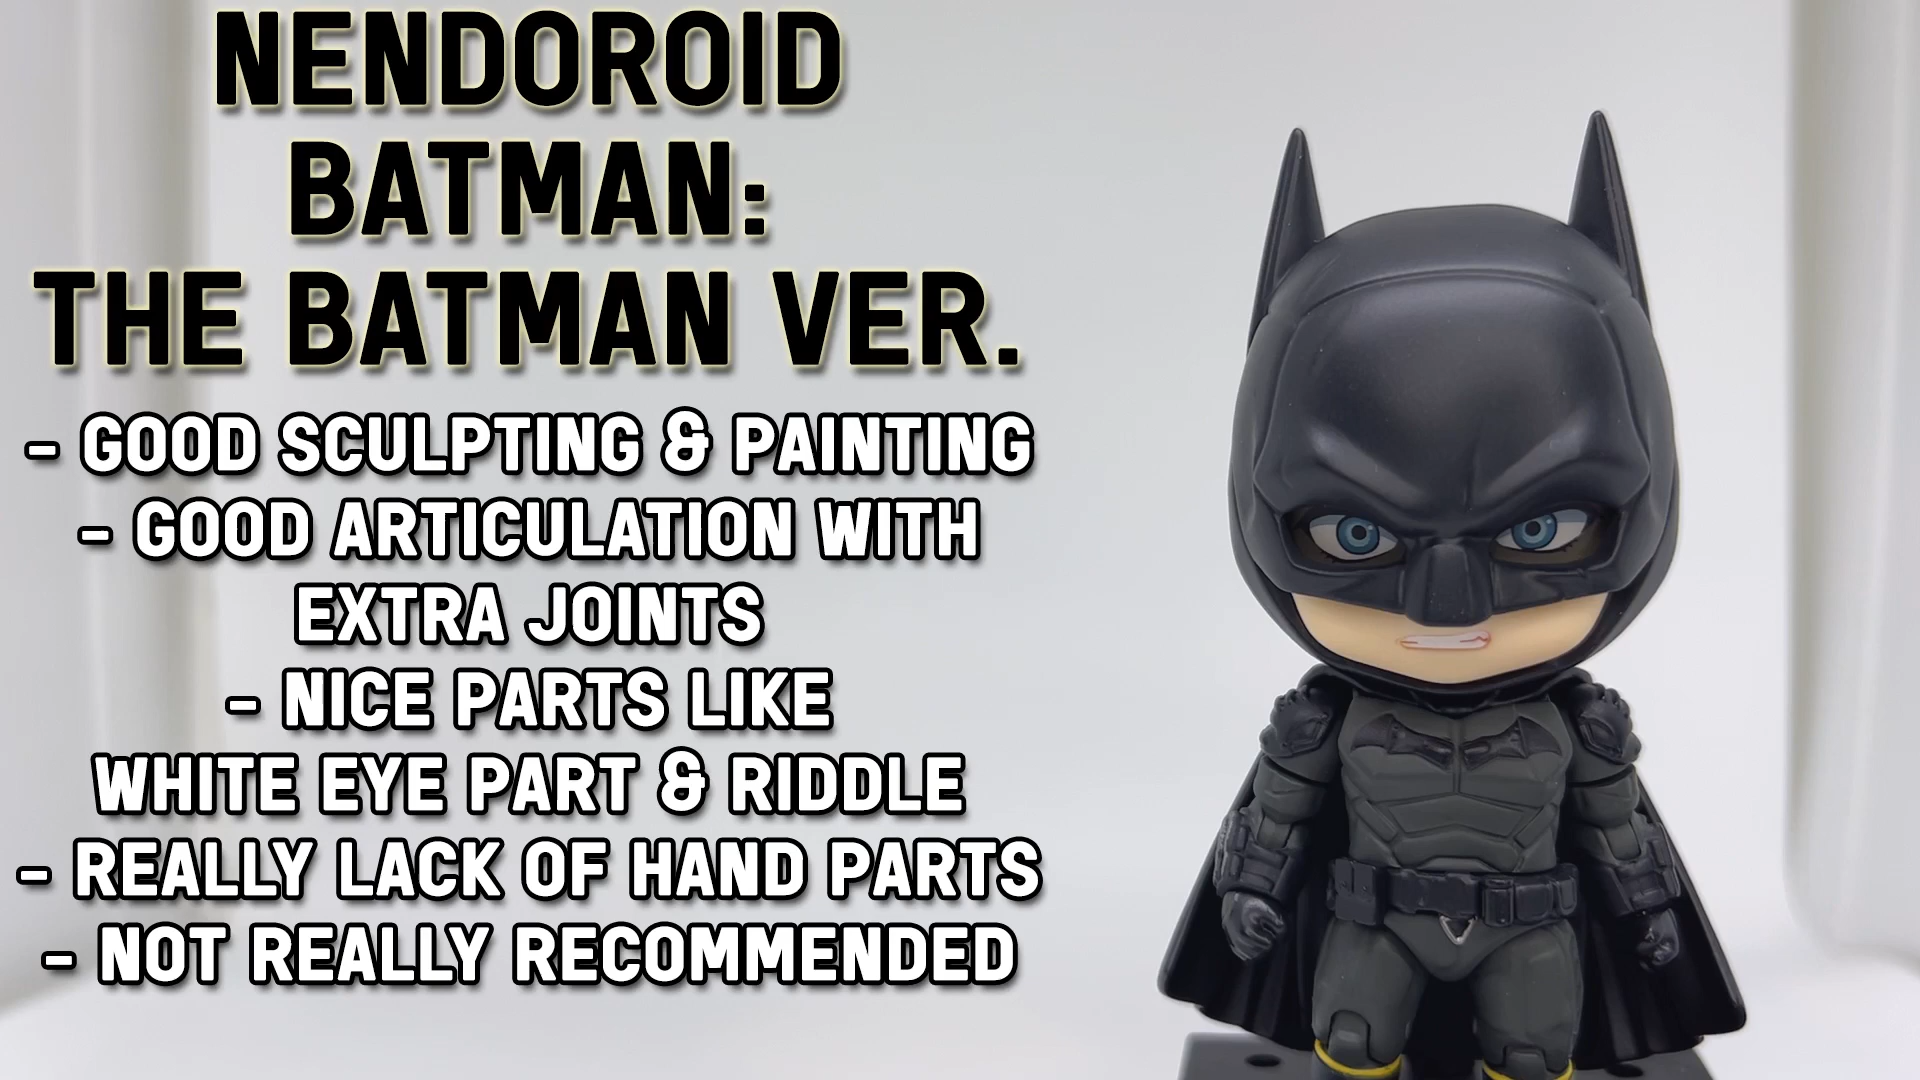 NENDOROID
BATMAN:
THE BATMAN VER.
- GOOD SCULPTING & PAINTING
- GOOD ARTICULATION WITH
EXTRA JOINTS
- NICE PARTS LIKE
WHITE EYE PART & RIDDLE
- REALLY LACK OF HAND PARTS
- NOT REALLY RECOMMENDED